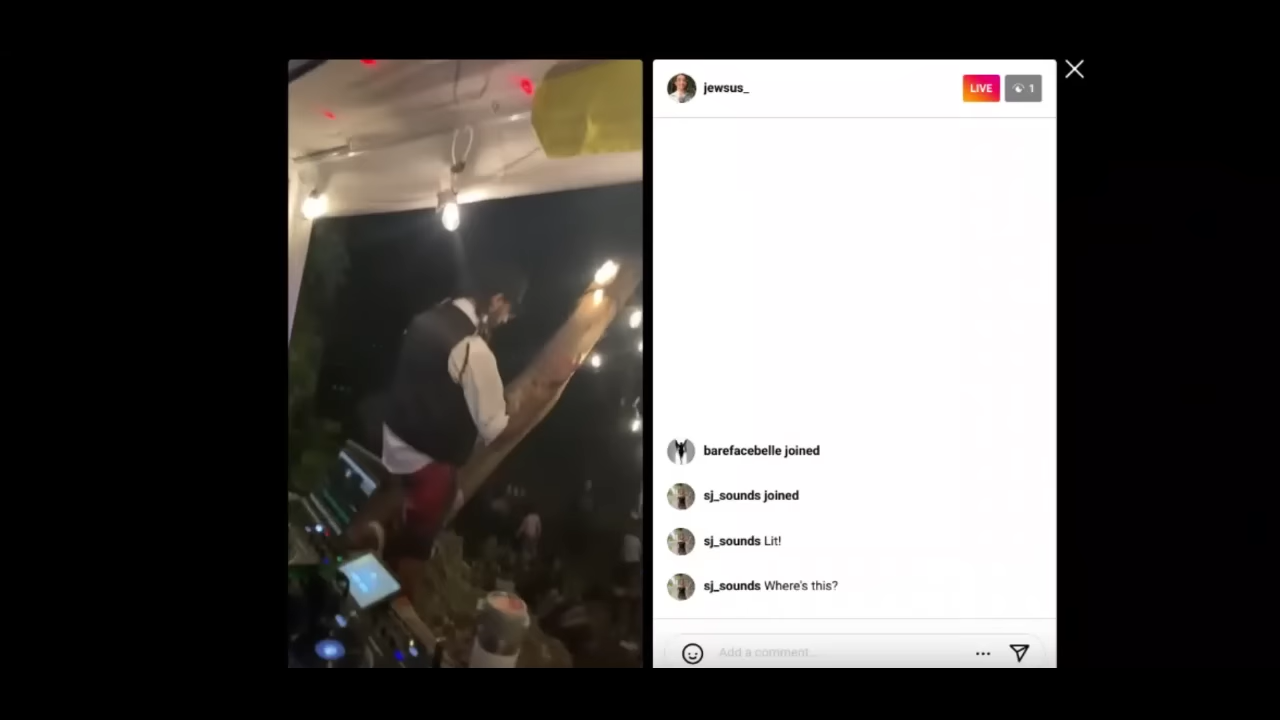 jewsus_
LIVE
1
barefacebelle joined
sj_sounds joined
sj_sounds Lit!
sj_sounds Where's this?
Add a comment...